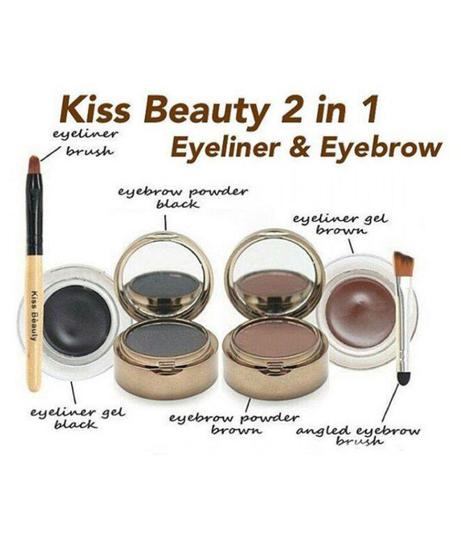 Kiss Beauty 2 in 1
Eyeliner & Eyebrow
eyeliner
brush
eyebrow powder
black
eyeliner gel
brown
Kiss Beauty
eyeliner gel
black
eyebrow powder
brown
angled eyebrow
brush